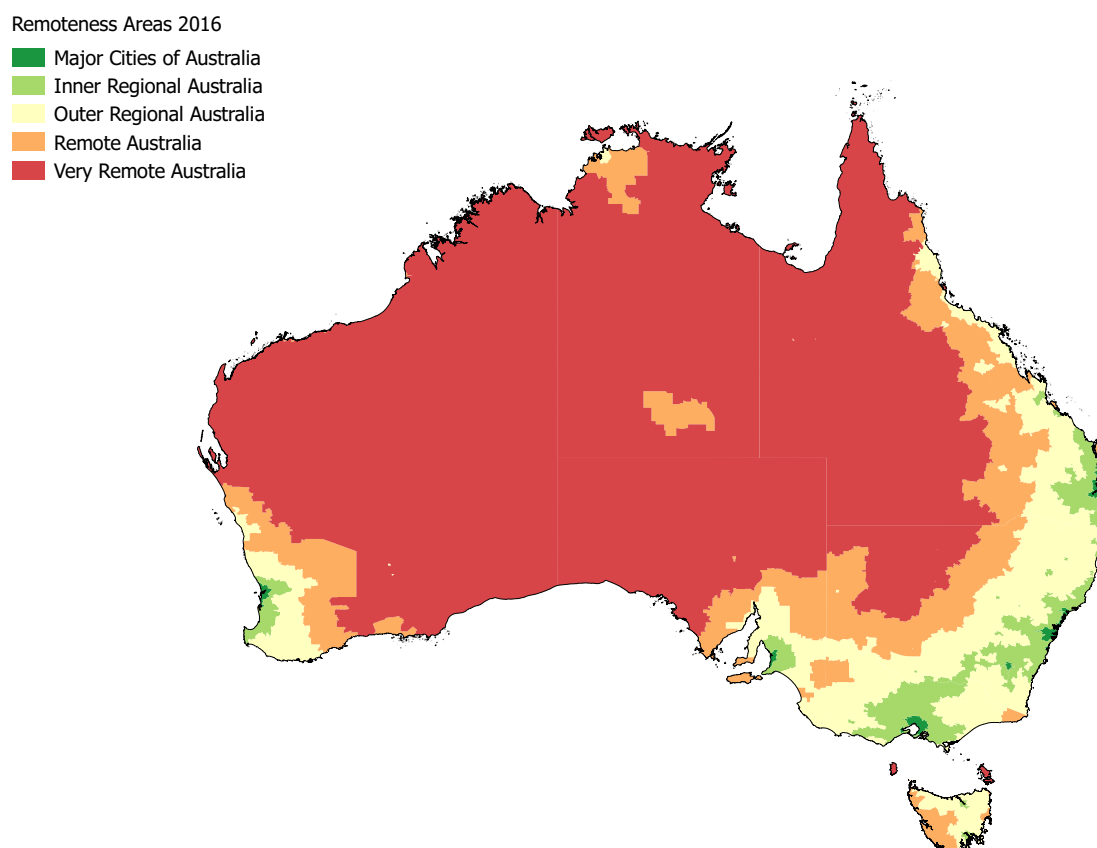 Remoteness Areas 2016
Major Cities of Australia
Inner Regional Australia
Outer Regional Australia
Remote Australia
Very Remote Australia